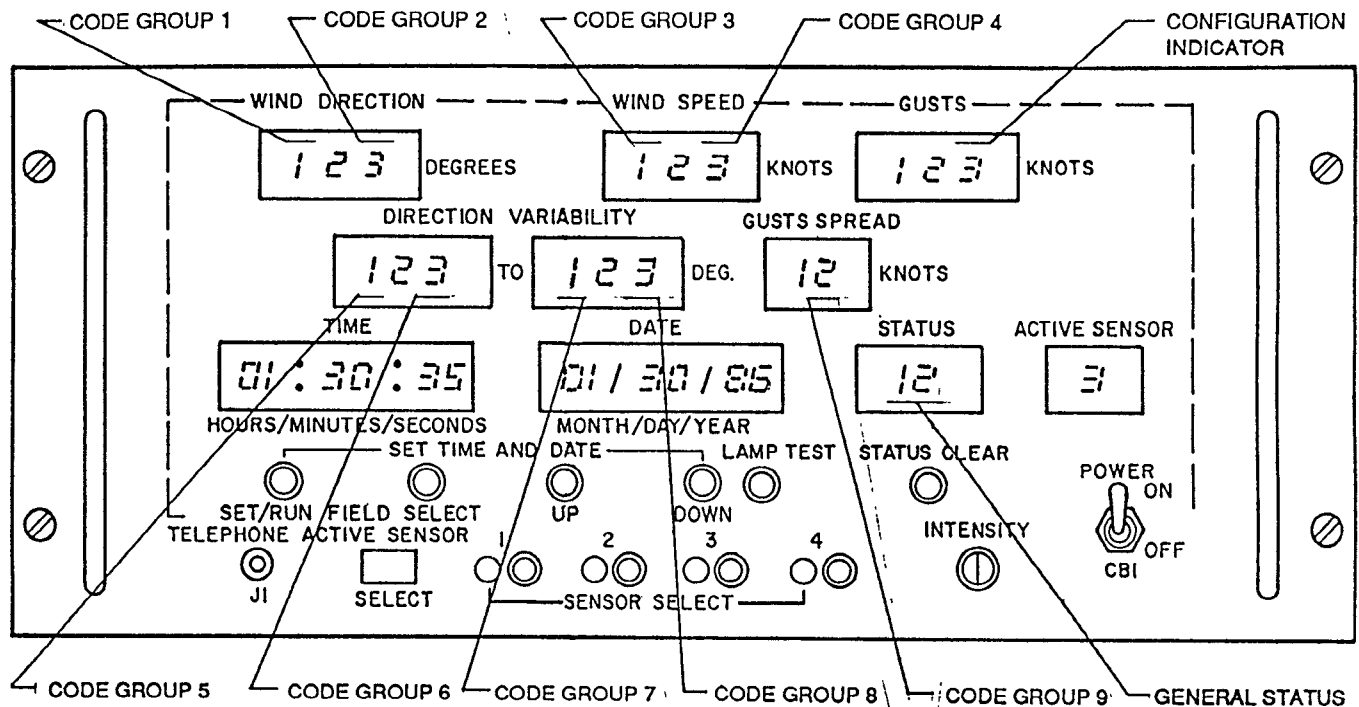 CODE GROUP 1 CODE GROUP 2 CODE GROUP 3 CODE GROUP 4 CONFIGURATION
INDICATOR
WIND DIRECTION WIND SPEED GUSTS
123 DEGREES 123 KNOTS 123 KNOTS
DIRECTION VARIABILITY GUSTS SPREAD
123 TO 123 DEG. 12 KNOTS
TIME DATE STATUS ACTIVE SENSOR
01:30:35 01/30/86 12 3
HOURS/MINUTES/SECONDS MONTH/DAY/YEAR
SET TIME AND DATE LAMP TEST STATUS CLEAR
POWER
ON
SET/RUN FIELD SELECT UP DOWN
TELEPHONE ACTIVE SENSOR 1 2 3 4 INTENSITY
OFF
J1 SELECT SENSOR SELECT CB1
CODE GROUP 5 CODE GROUP 6 CODE GROUP 7 CODE GROUP 8 CODE GROUP 9 GENERAL STATUS